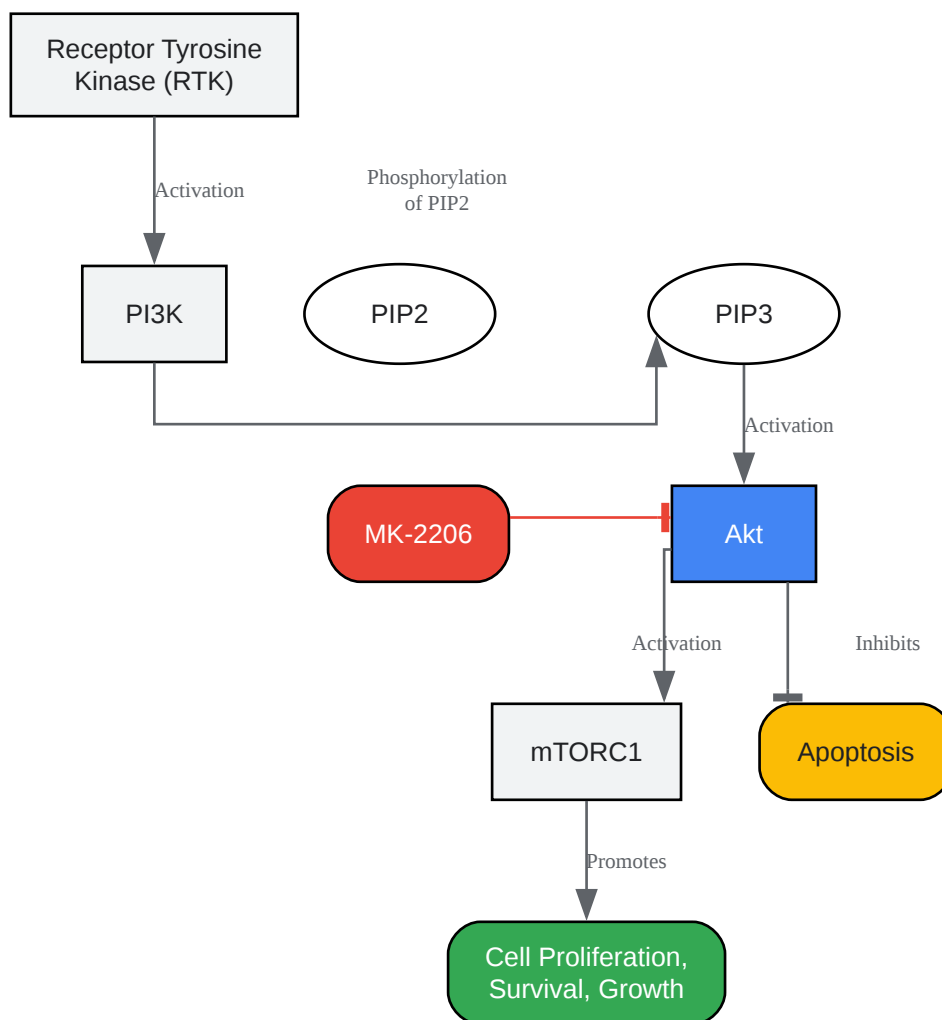 Receptor Tyrosine
Kinase (RTK)
Activation
Phosphorylation
of PIP2
PI3K
PIP2
PIP3
Activation
MK-2206
Akt
Activation
Inhibits
mTORC1
Apoptosis
Promotes
Cell Proliferation,
Survival, Growth